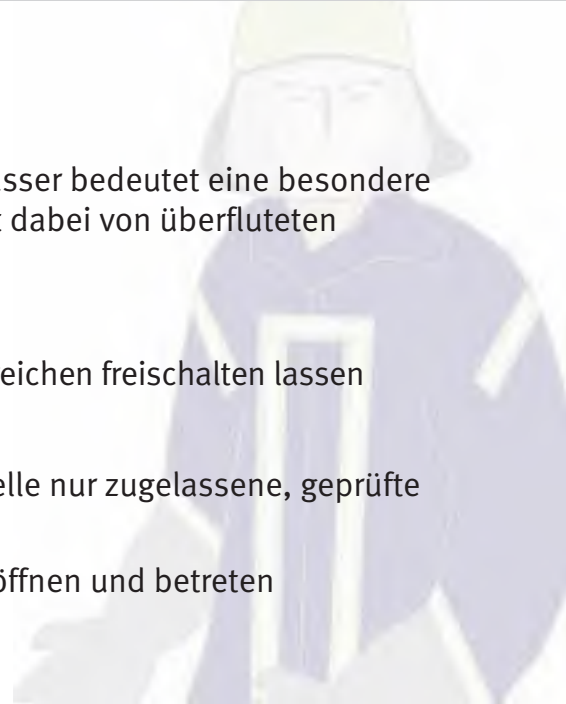 sser bedeutet eine besondere
dabei von überfluteten
eichen freischalten lassen
elle nur zugelassene, geprüfte
öffnen und betreten